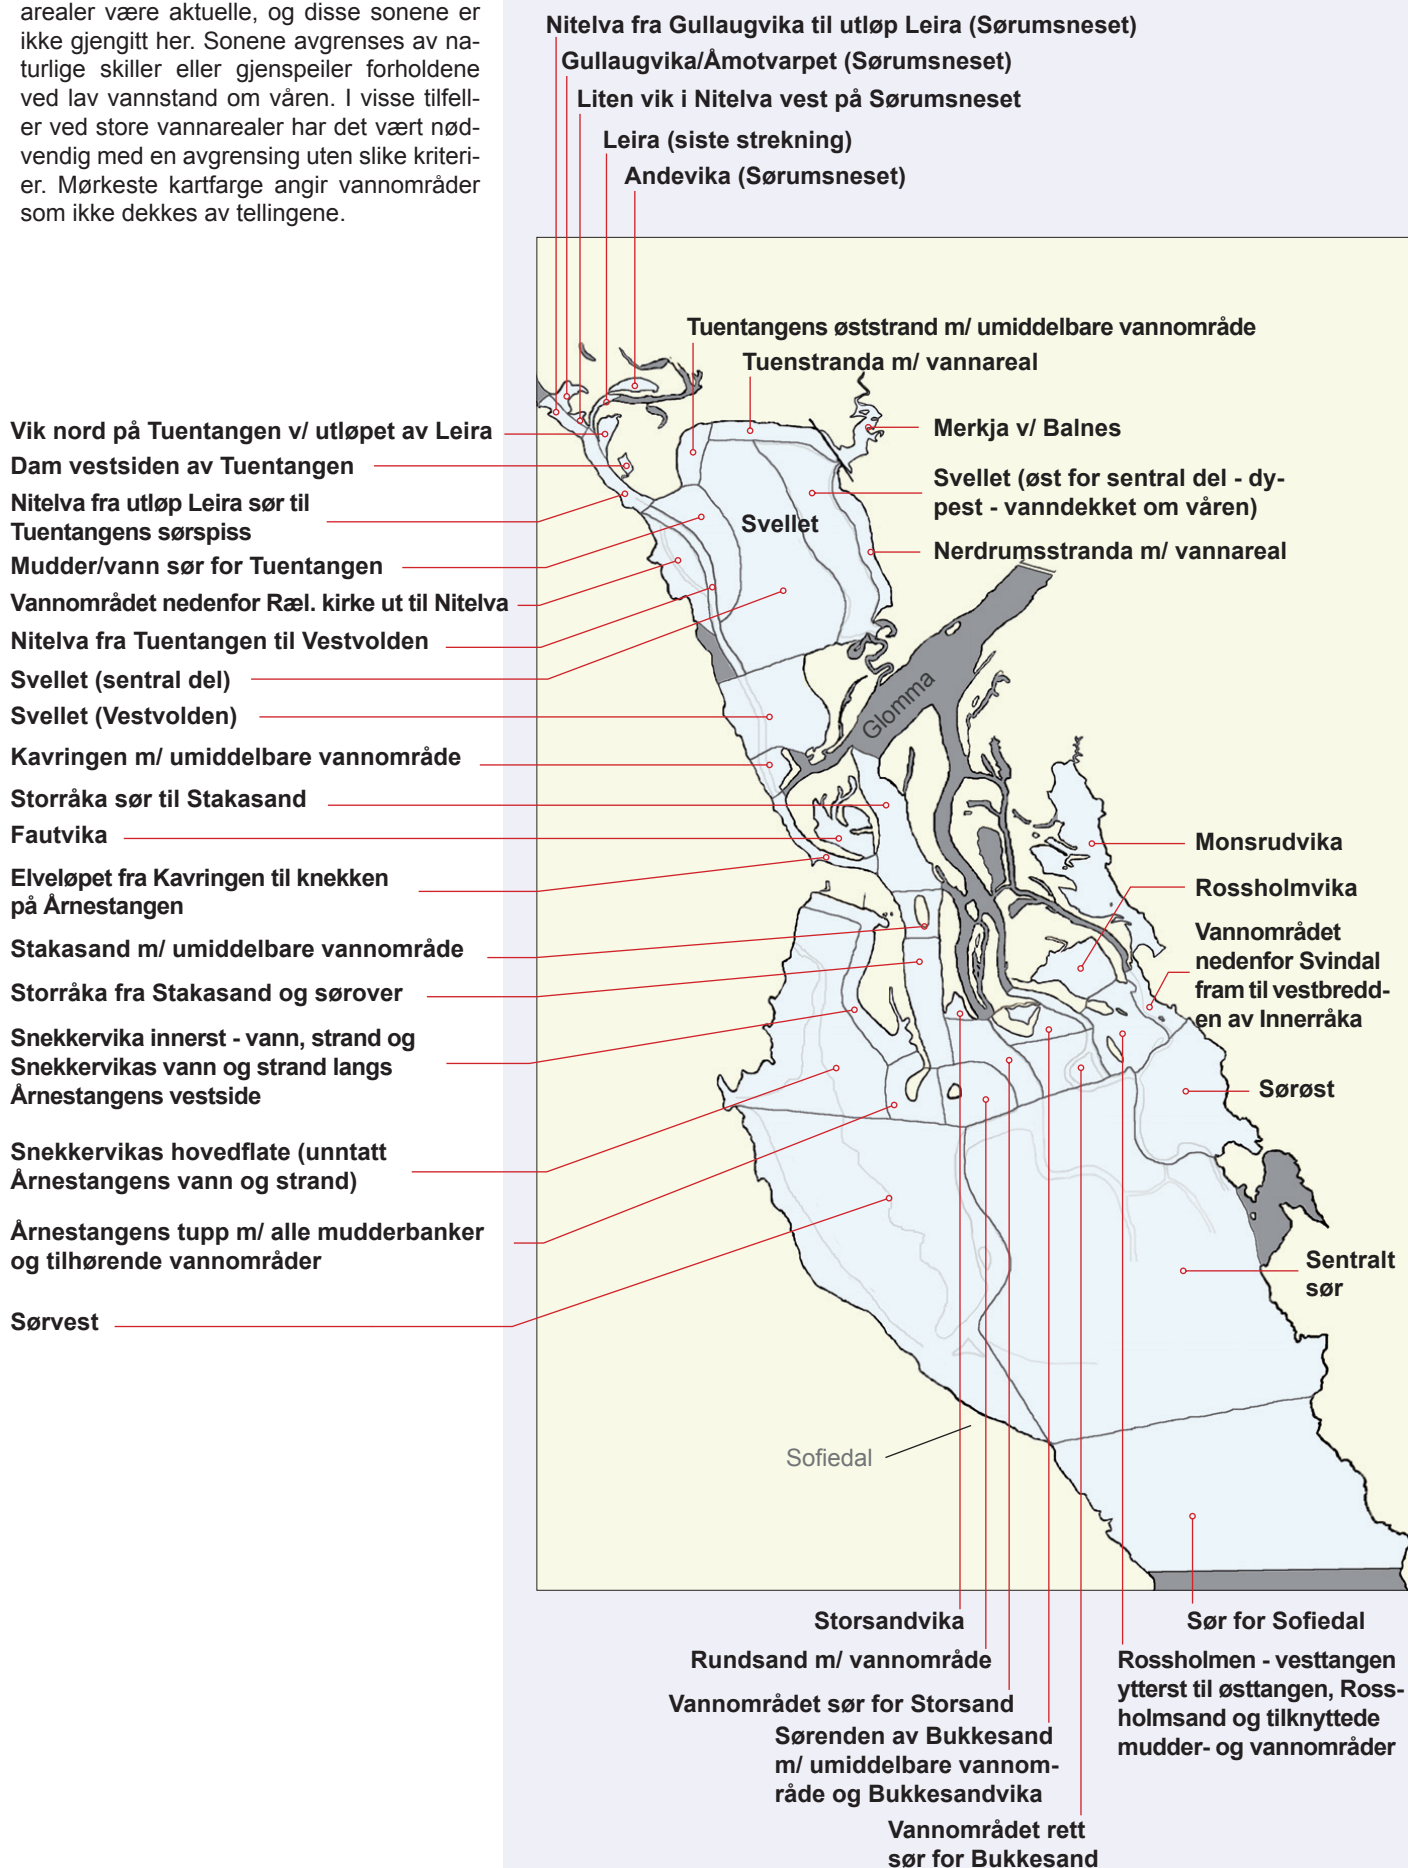 arealer være aktuelle, og disse sonene er
ikke gjengitt her. Sonene avgrenses av na-
turlige skiller eller gjenspeiler forholdene
ved lav vannstand om våren. I visse tilfell-
er ved store vannarealer har det vært nød-
vendig med en avgrensing uten slike kriteri-
er. Mørkeste kartfarge angir vannområder
som ikke dekkes av tellingene.
Nitelva fra Gullaugvika til utløp Leira (Sørumsneset)
Gullaugvika/Åmotvarpet (Sørumsneset)
Liten vik i Nitelva vest på Sørumsneset
Leira (siste strekning)
Andevika (Sørumsneset)
Tuentangens øststrand m/ umiddelbare vannområde
Tuenstranda m/ vannareal
Merkja v/ Balnes
Svellet (øst for sentral del - dy-
pest - vanndekket om våren)
Nerdrumsstranda m/ vannareal
Svellet
Glomma
Vik nord på Tuentangen v/ utløpet av Leira
Dam vestsiden av Tuentangen
Nitelva fra utløp Leira sør til
Tuentangens sørspiss
Mudder/vann sør for Tuentangen
Vannområdet nedenfor Ræl. kirke ut til Nitelva
Nitelva fra Tuentangen til Vestvolden
Svellet (sentral del)
Svellet (Vestvolden)
Kavringen m/ umiddelbare vannområde
Storråka sør til Stakasand
Fautvika
Elveløpet fra Kavringen til knekken
på Årnestangen
Stakasand m/ umiddelbare vannområde
Storråka fra Stakasand og sørover
Snekkervika innerst - vann, strand og
Snekkervikas vann og strand langs
Årnestangens vestside
Snekkervikas hovedflate (unntatt
Årnestangens vann og strand)
Årnestangens tupp m/ alle mudderbanker
og tilhørende vannområder
Sørvest
Monsrudvika
Rossholmvika
Vannområdet
nedenfor Svindal
fram til vestbredd-
en av Innerråka
Sørøst
Sentralt
sør
Sofiedal
Storsandvika
Rundsand m/ vannområde
Vannområdet sør for Storsand
Sørenden av Bukkesand
m/ umiddelbare vannom-
råde og Bukkesandvika
Vannområdet rett
sør for Bukkesand
Sør for Sofiedal
Rossholmen - vesttangen
ytterst til østtangen, Ross-
holmsand og tilknyttede
mudder- og vannområder